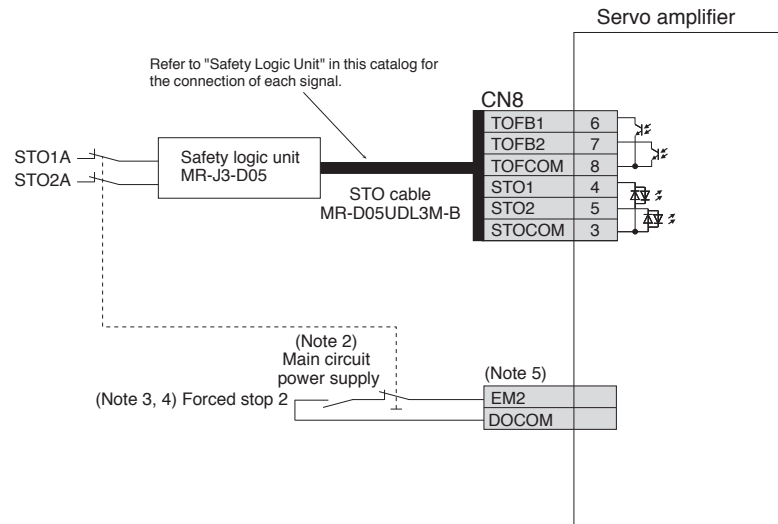 Servo amplifier
Refer to "Safety Logic Unit" in this catalog for
the connection of each signal.
CN8
TOFB1 6
TOFB2 7
TOFCOM 8
STO1 4
STO2 5
STOCOM 3
STO1A
STO2A
Safety logic unit
MR-J3-D05
STO cable
MR-D05UDL3M-B
(Note 2)
Main circuit
power supply
(Note 3, 4) Forced stop 2
(Note 5)
EM2
DOCOM